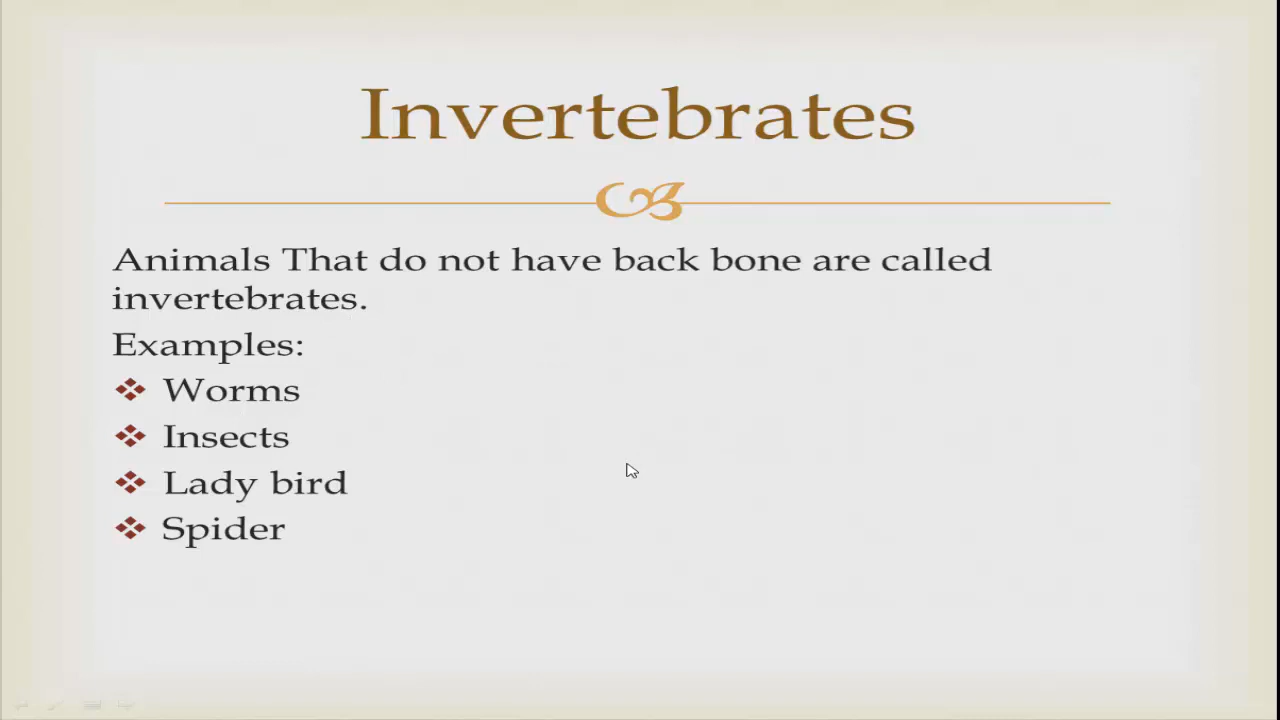 Invertebrates
Animals That do not have back bone are called
invertebrates.
Examples:
Worms
Insects
Lady bird
Spider